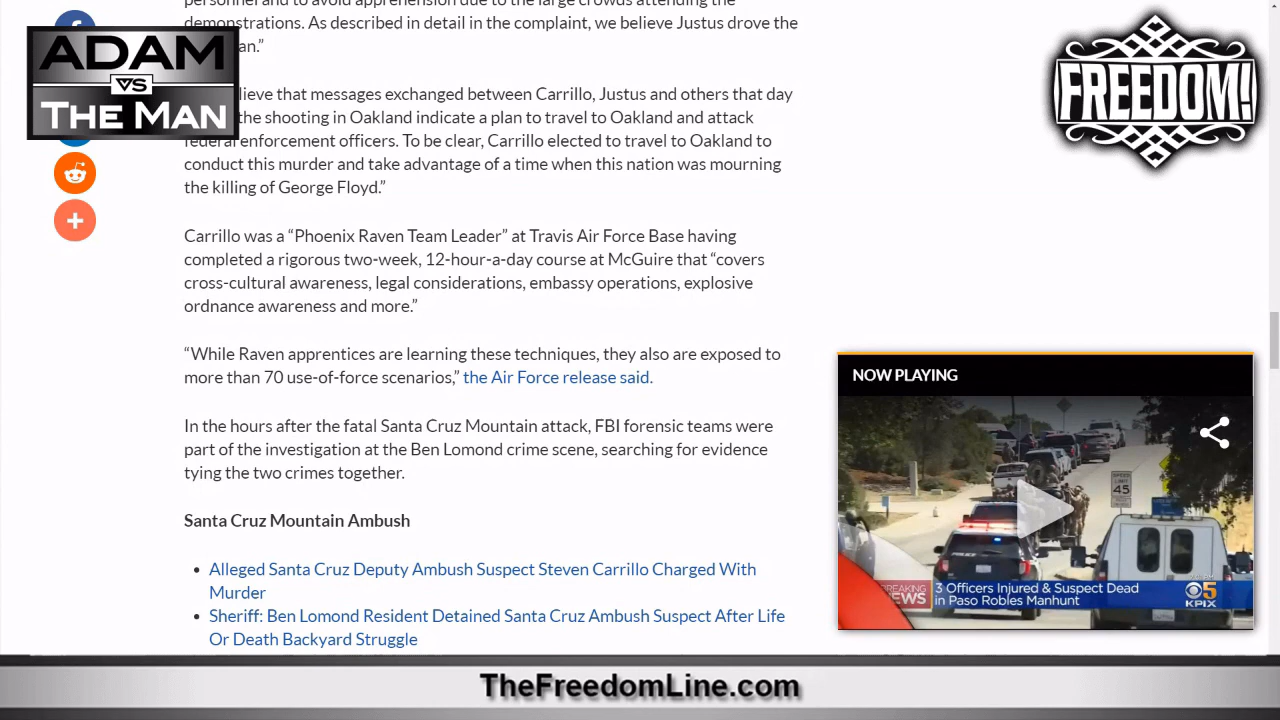 personnel and to avoid apprehension due to the large crowds attending the
demonstrations. As described in detail in the complaint, we believe Justus drove the
an.”
ADAM
VS
THE MAN
FREEDOM!
lieve that messages exchanged between Carrillo, Justus and others that day
the shooting in Oakland indicate a plan to travel to Oakland and attack
federal enforcement officers. To be clear, Carrillo elected to travel to Oakland to
conduct this murder and take advantage of a time when this nation was mourning
the killing of George Floyd.”
Carrillo was a “Phoenix Raven Team Leader” at Travis Air Force Base having
completed a rigorous two-week, 12-hour-a-day course at McGuire that “covers
cross-cultural awareness, legal considerations, embassy operations, explosive
ordnance awareness and more.”
“While Raven apprentices are learning these techniques, they also are exposed to
more than 70 use-of-force scenarios,” the Air Force release said.
In the hours after the fatal Santa Cruz Mountain attack, FBI forensic teams were
part of the investigation at the Ben Lomond crime scene, searching for evidence
tying the two crimes together.
Santa Cruz Mountain Ambush
• Alleged Santa Cruz Deputy Ambush Suspect Steven Carrillo Charged With
Murder
• Sheriff: Ben Lomond Resident Detained Santa Cruz Ambush Suspect After Life
Or Death Backyard Struggle
NOW PLAYING
SPEED
LIMIT
45
POLICE
BREAKING
NEWS
3 Officers Injured & Suspect Dead
in Paso Robles Manhunt
5
KPIX
TheFreedomLine.com